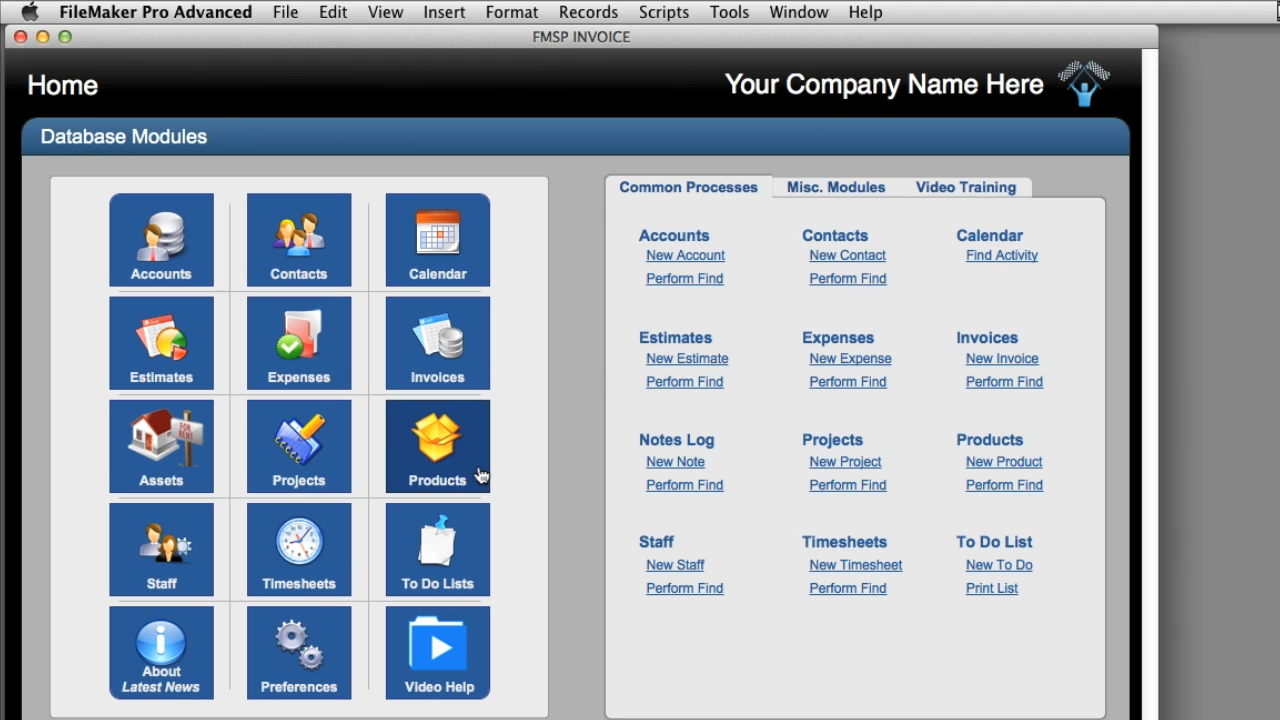 FileMaker Pro Advanced File Edit View Insert Format Records Scripts Tools Window Help
FMSP INVOICE
Home
Your Company Name Here
Database Modules
Accounts
Contacts
Calendar
Estimates
Expenses
Invoices
FOR RENT
Assets
Projects
Products
Staff
Timesheets
To Do Lists
About
Latest News
Preferences
Video Help
Common Processes Misc. Modules Video Training
Accounts Contacts Calendar
New Account New Contact Find Activity
Perform Find Perform Find
Estimates Expenses Invoices
New Estimate New Expense New Invoice
Perform Find Perform Find Perform Find
Notes Log Projects Products
New Note New Project New Product
Perform Find Perform Find Perform Find
Staff Timesheets To Do List
New Staff New Timesheet New To Do
Perform Find Perform Find Print List